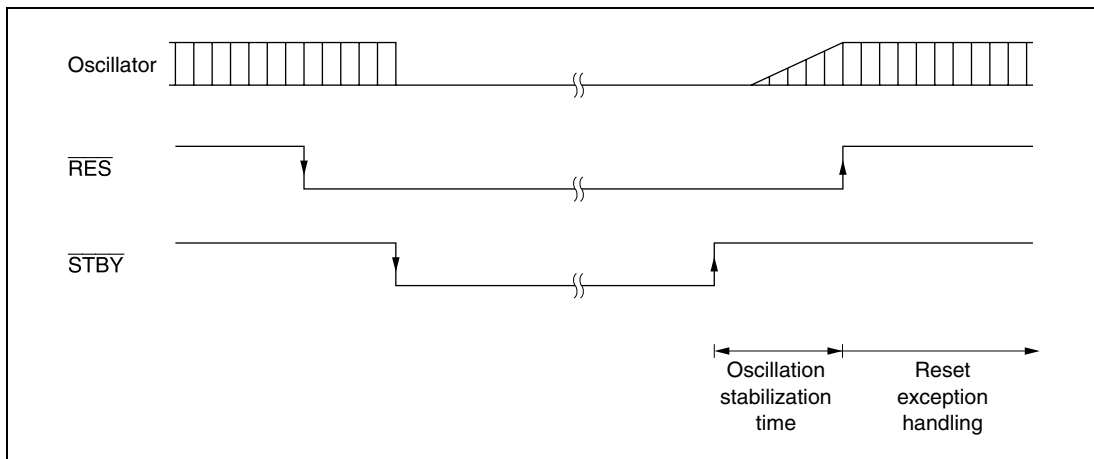 Oscillator
RES
STBY
Oscillation
stabilization
time
Reset
exception
handling